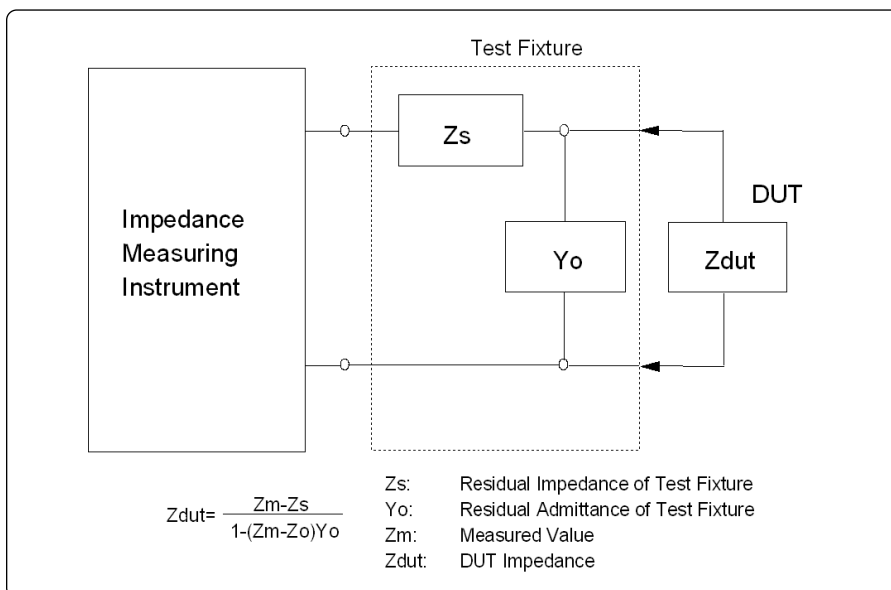 Test Fixture
Zs
Impedance
Measuring
Instrument
Yo
DUT
Zdut
Zdut= Zm-Zs
1-(Zm-Zo)Yo
Zs: Residual Impedance of Test Fixture
Yo: Residual Admittance of Test Fixture
Zm: Measured Value
Zdut: DUT Impedance